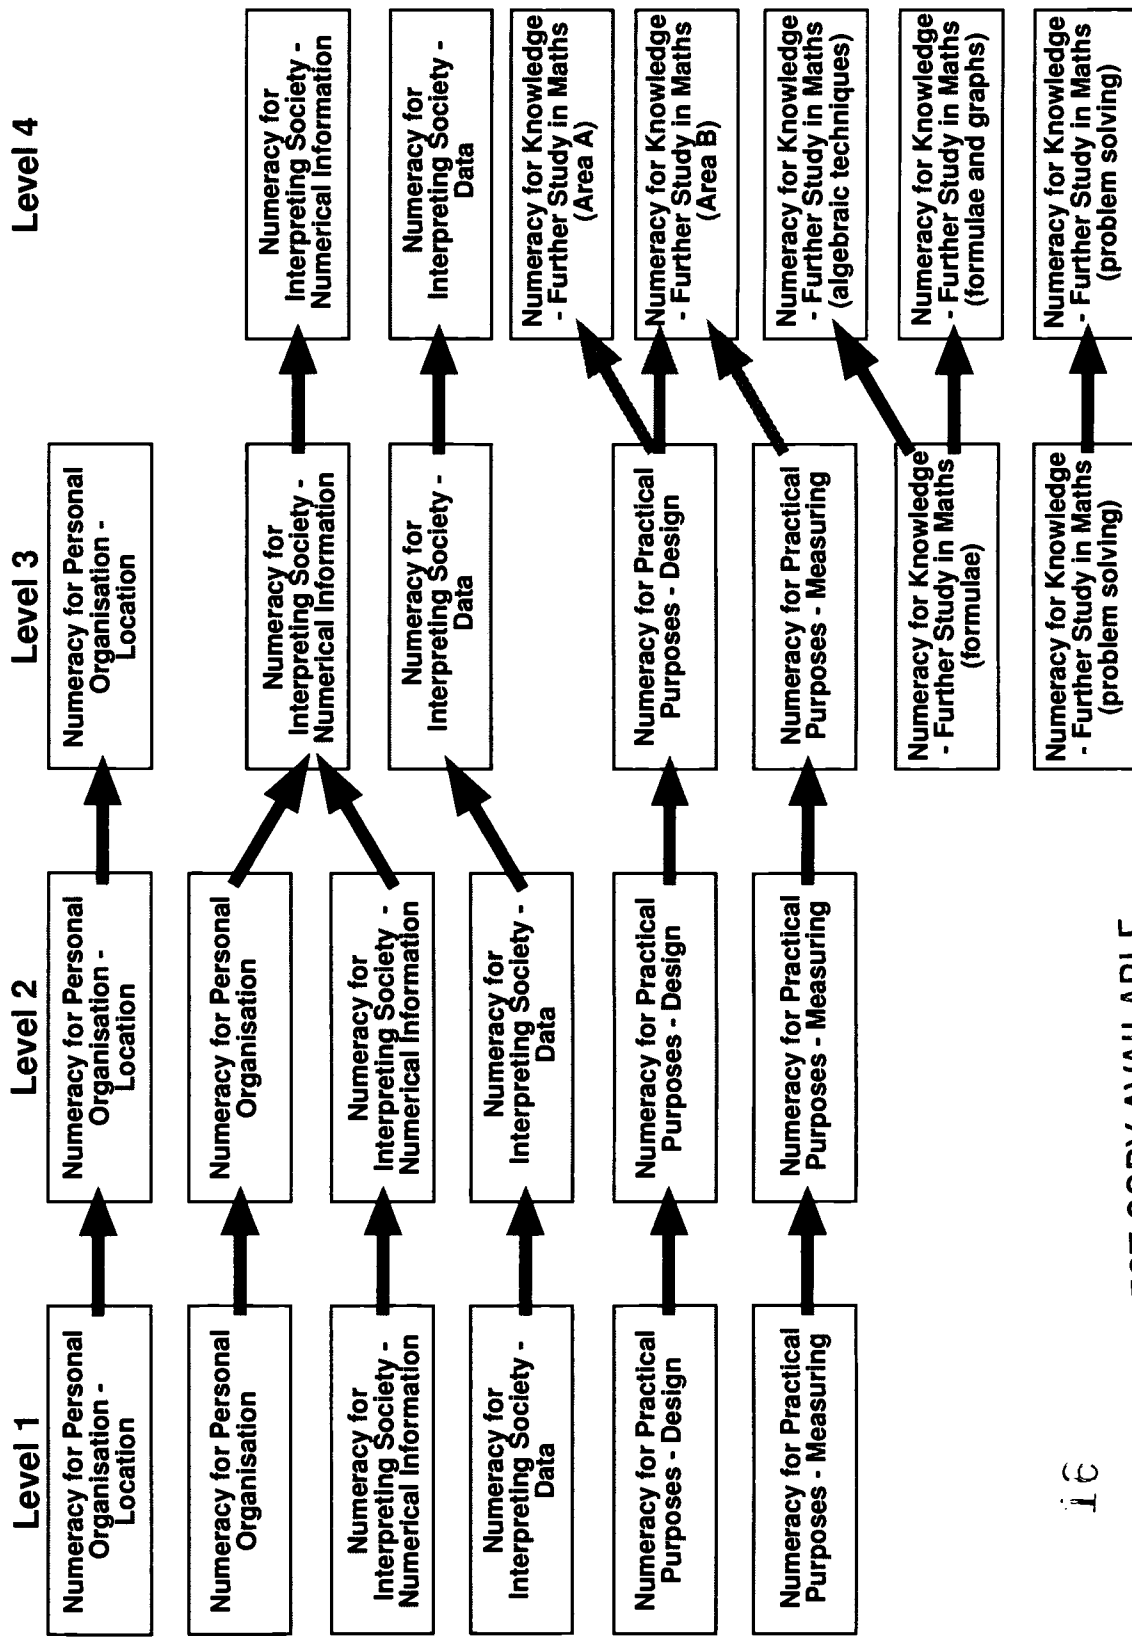 Level 1
Numeracy for Personal
Organisation -
Location
Numeracy for Personal
Organisation
Numeracy for
Interpreting Society -
Numerical Information
Numeracy for
Interpreting Society -
Data
Numeracy for Practical
Purposes - Design
Numeracy for Practical
Purposes - Measuring
Level 2
Numeracy for Personal
Organisation -
Location
Numeracy for Personal
Organisation
Numeracy for
Interpreting Society -
Numerical Information
Numeracy for
Interpreting Society -
Data
Numeracy for Practical
Purposes - Design
Numeracy for Practical
Purposes - Measuring
Level 3
Numeracy for Personal
Organisation -
Location
Numeracy for
Interpreting Society -
Numerical Information
Numeracy for
Interpreting Society -
Data
Numeracy for Practical
Purposes - Design
Numeracy for Practical
Purposes - Measuring
Numeracy for Knowledge
- Further Study in Maths
(formulae)
Numeracy for Knowledge
- Further Study in Maths
(problem solving)
Level 4
Numeracy for
Interpreting Society -
Numerical Information
Numeracy for
Interpreting Society -
Data
Numeracy for Knowledge
- Further Study in Maths
(Area A)
Numeracy for Knowledge
- Further Study in Maths
(Area B)
Numeracy for Knowledge
- Further Study in Maths
(algebraic techniques)
Numeracy for Knowledge
- Further Study in Maths
(formulae and graphs)
Numeracy for Knowledge
- Further Study in Maths
(problem solving)
COPY AVAILABLE